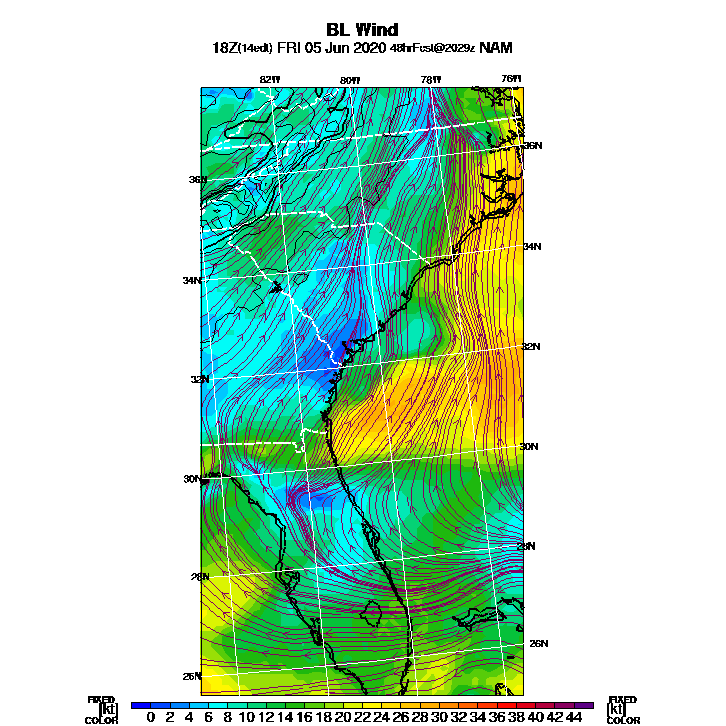 BL Wind
18Z(14edt) FRI 05 Jun 2020 48hrFcst@2029z NAM
82W 80W 78W 76W
36N
36N
34N
34N
32N
32N
30N
30N
28N
28N
26N
26N
FIXED FIXED
[kt] 0 2 4 6 8 10 12 14 16 18 20 22 24 26 28 30 32 34 36 38 40 42 44 [kt]
COLOR COLOR